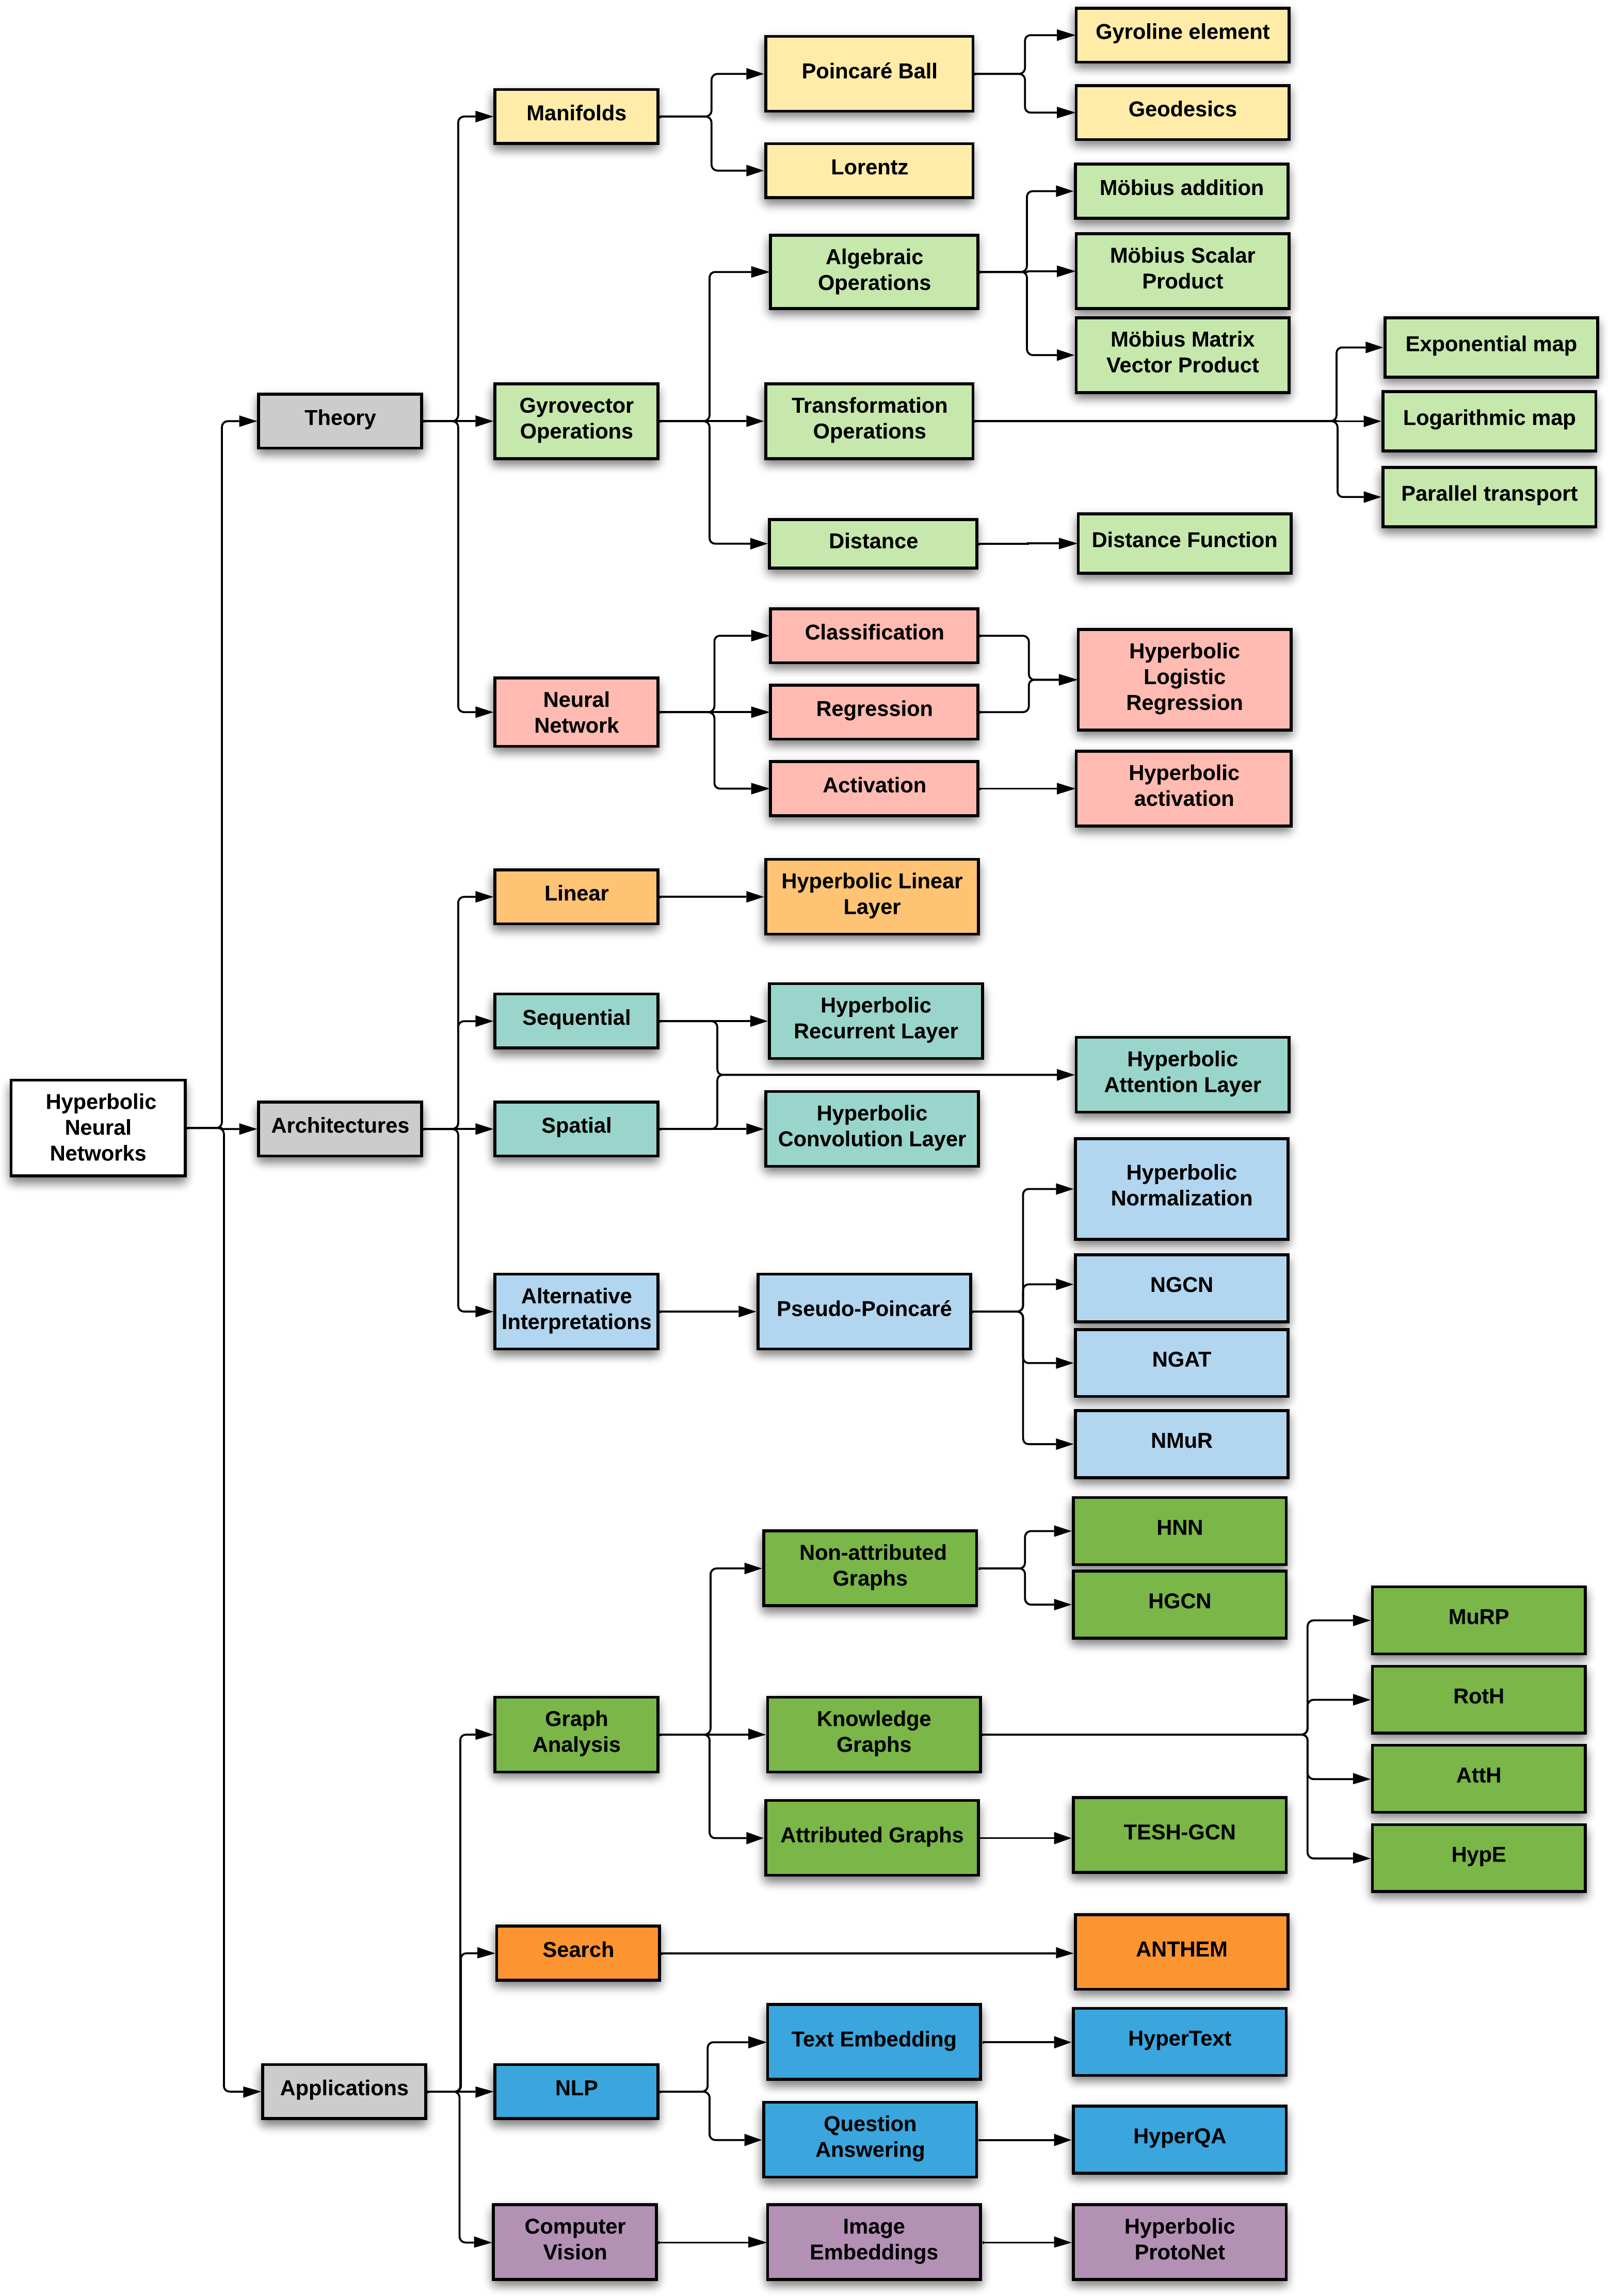 Hyperbolic
Neural
Networks
Theory
Manifolds
Poincaré Ball
Gyroline element
Geodesics
Lorentz
Gyrovector
Operations
Algebraic
Operations
Möbius addition
Möbius Scalar
Product
Möbius Matrix
Vector Product
Transformation
Operations
Exponential map
Logarithmic map
Parallel transport
Distance
Distance Function
Neural
Network
Classification
Regression
Hyperbolic
Logistic
Regression
Activation
Hyperbolic
activation
Architectures
Linear
Hyperbolic Linear
Layer
Sequential
Hyperbolic
Recurrent Layer
Hyperbolic
Attention Layer
Spatial
Hyperbolic
Convolution Layer
Alternative
Interpretations
Pseudo-Poincaré
Hyperbolic
Normalization
NGCN
NGAT
NMuR
Applications
Graph
Analysis
Non-attributed
Graphs
HNN
HGCN
Knowledge
Graphs
MuRP
RotH
AttH
HypE
Attributed Graphs
TESH-GCN
Search
ANTHEM
NLP
Text Embedding
HyperText
Question
Answering
HyperQA
Computer
Vision
Image
Embeddings
Hyperbolic
ProtoNet